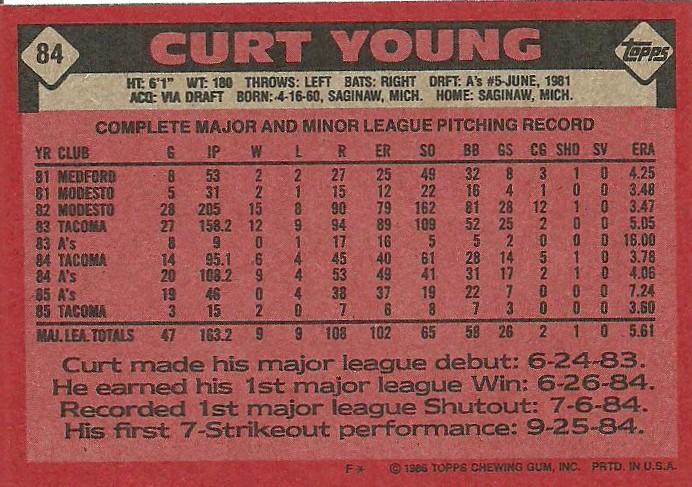 84 CURT YOUNG Topps
HT: 6'1" WT: 180 THROWS: LEFT BATS: RIGHT DRFT: A's #5-JUNE, 1981
ACQ: VIA DRAFT BORN: 4-16-60, SAGINAW, MICH. HOME: SAGINAW, MICH.
COMPLETE MAJOR AND MINOR LEAGUE PITCHING RECORD
YR CLUB G IP W L R ER SO BB GS CG SHO SV ERA
81 MEDFORD 8 53 2 2 27 25 49 32 8 3 1 0 4.25
81 MODESTO 5 31 2 1 15 12 22 16 4 1 0 0 3.48
82 MODESTO 28 205 15 8 90 79 162 81 28 12 1 0 3.47
83 TACOMA 27 158.2 12 9 94 89 109 52 25 2 0 0 5.05
83 A's 8 9 0 1 17 16 5 5 2 0 0 0 16.00
84 TACOMA 14 95.1 6 4 45 40 61 28 14 5 1 0 3.78
84 A's 20 108.2 9 4 53 49 41 31 17 2 1 0 4.06
85 A's 19 46 0 4 38 37 19 22 7 0 0 0 7.24
85 TACOMA 3 15 2 0 7 6 8 7 3 0 0 0 3.60
MAJ. LEA. TOTALS 47 163.2 9 9 108 102 65 58 26 2 1 0 5.61
Curt made his major league debut: 6-24-83.
He earned his 1st major league Win: 6-26-84.
Recorded 1st major league Shutout: 7-6-84.
His first 7-Strikeout performance: 9-25-84.
F* © 1986 TOPPS CHEWING GUM, INC. PRTD. IN U.S.A.